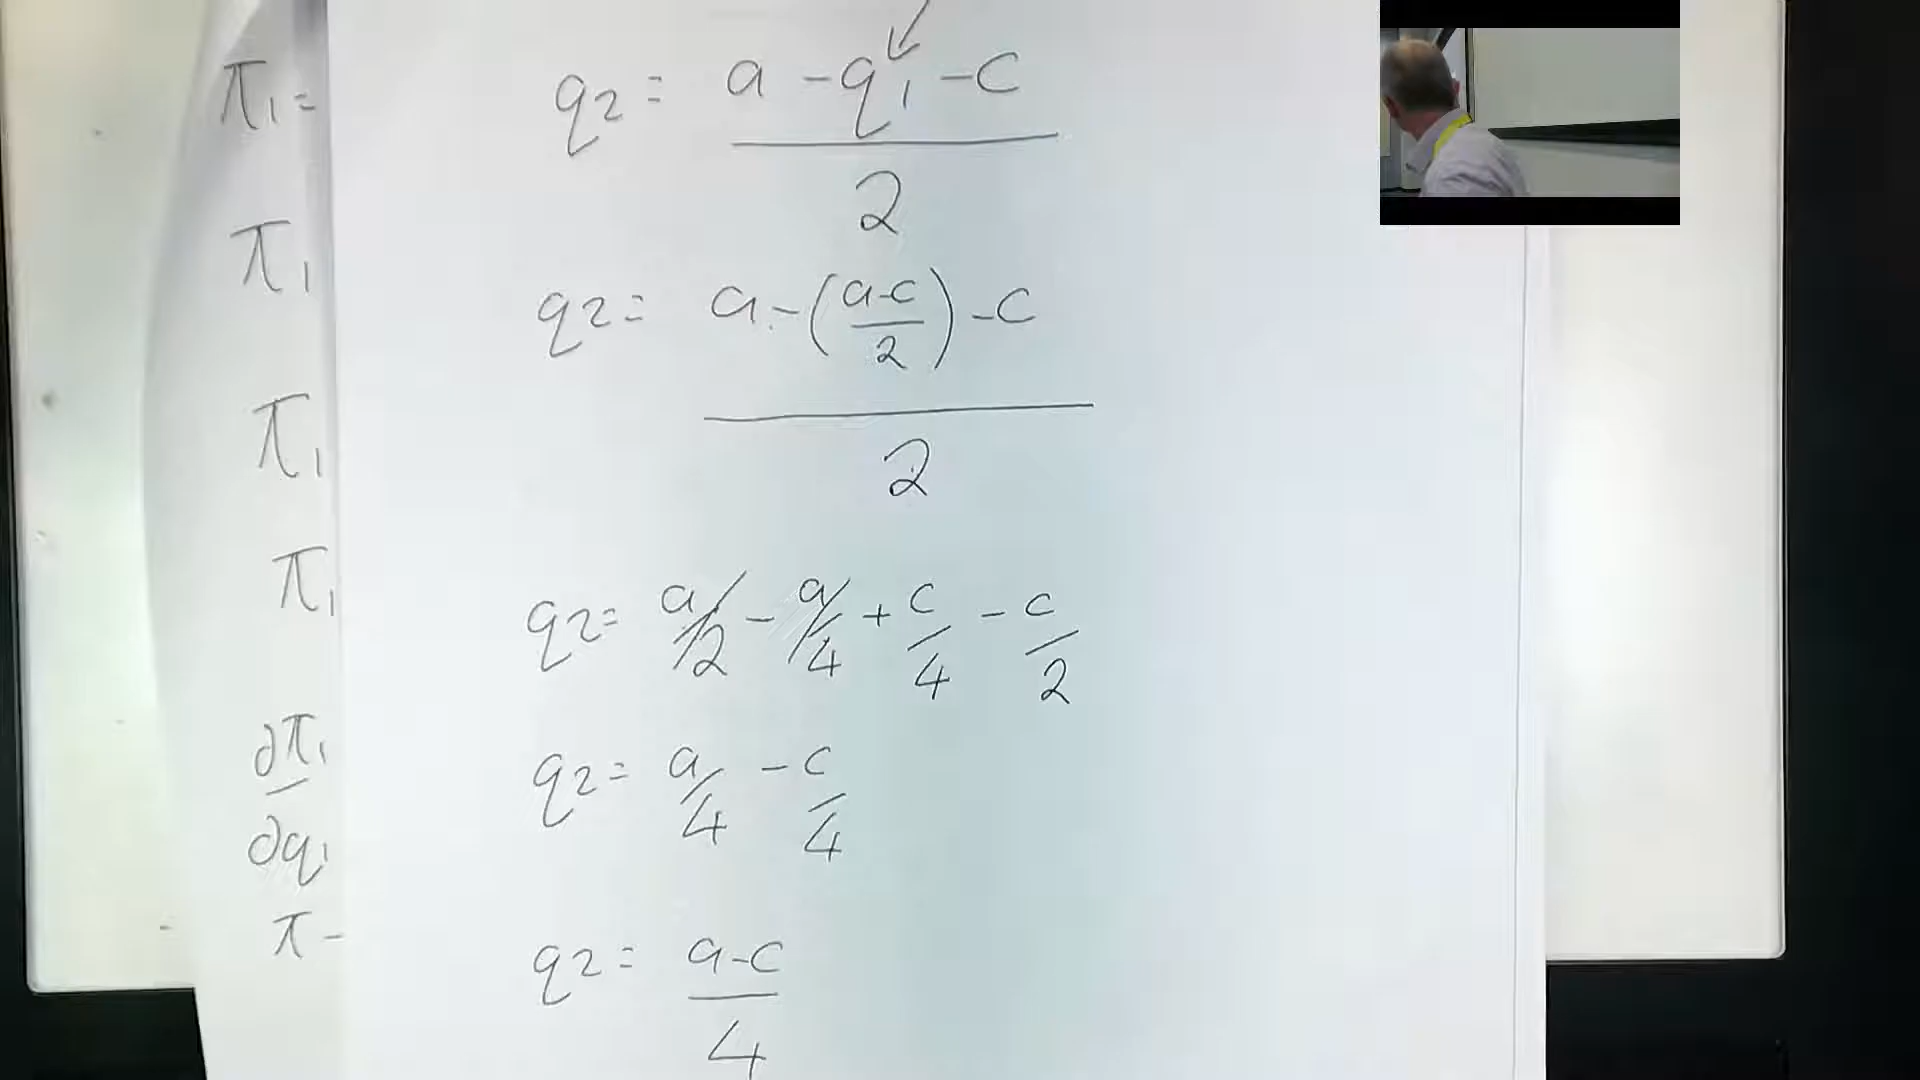 π₁ =
q₂ = a - q₁ - c / 2
π₁
q₂ = a - (a-c / 2) - c / 2
π₁
π₁
q₂ = a/2 - a/4 + c/4 - c/2
∂π₁ / ∂q₁
q₂ = a/4 - c/4
π -
q₂ = a-c / 4